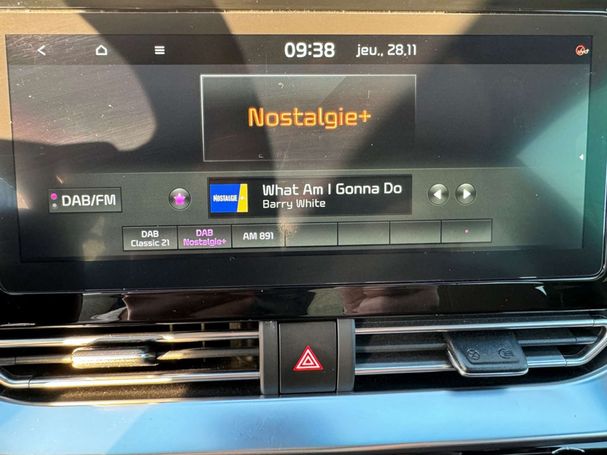 09:38 jeu., 28.11
Nostalgie+
DAB/FM
NOSTALGIE +
What Am I Gonna Do
Barry White
DAB
Classic 21
DAB
Nostalgie+
AM 891